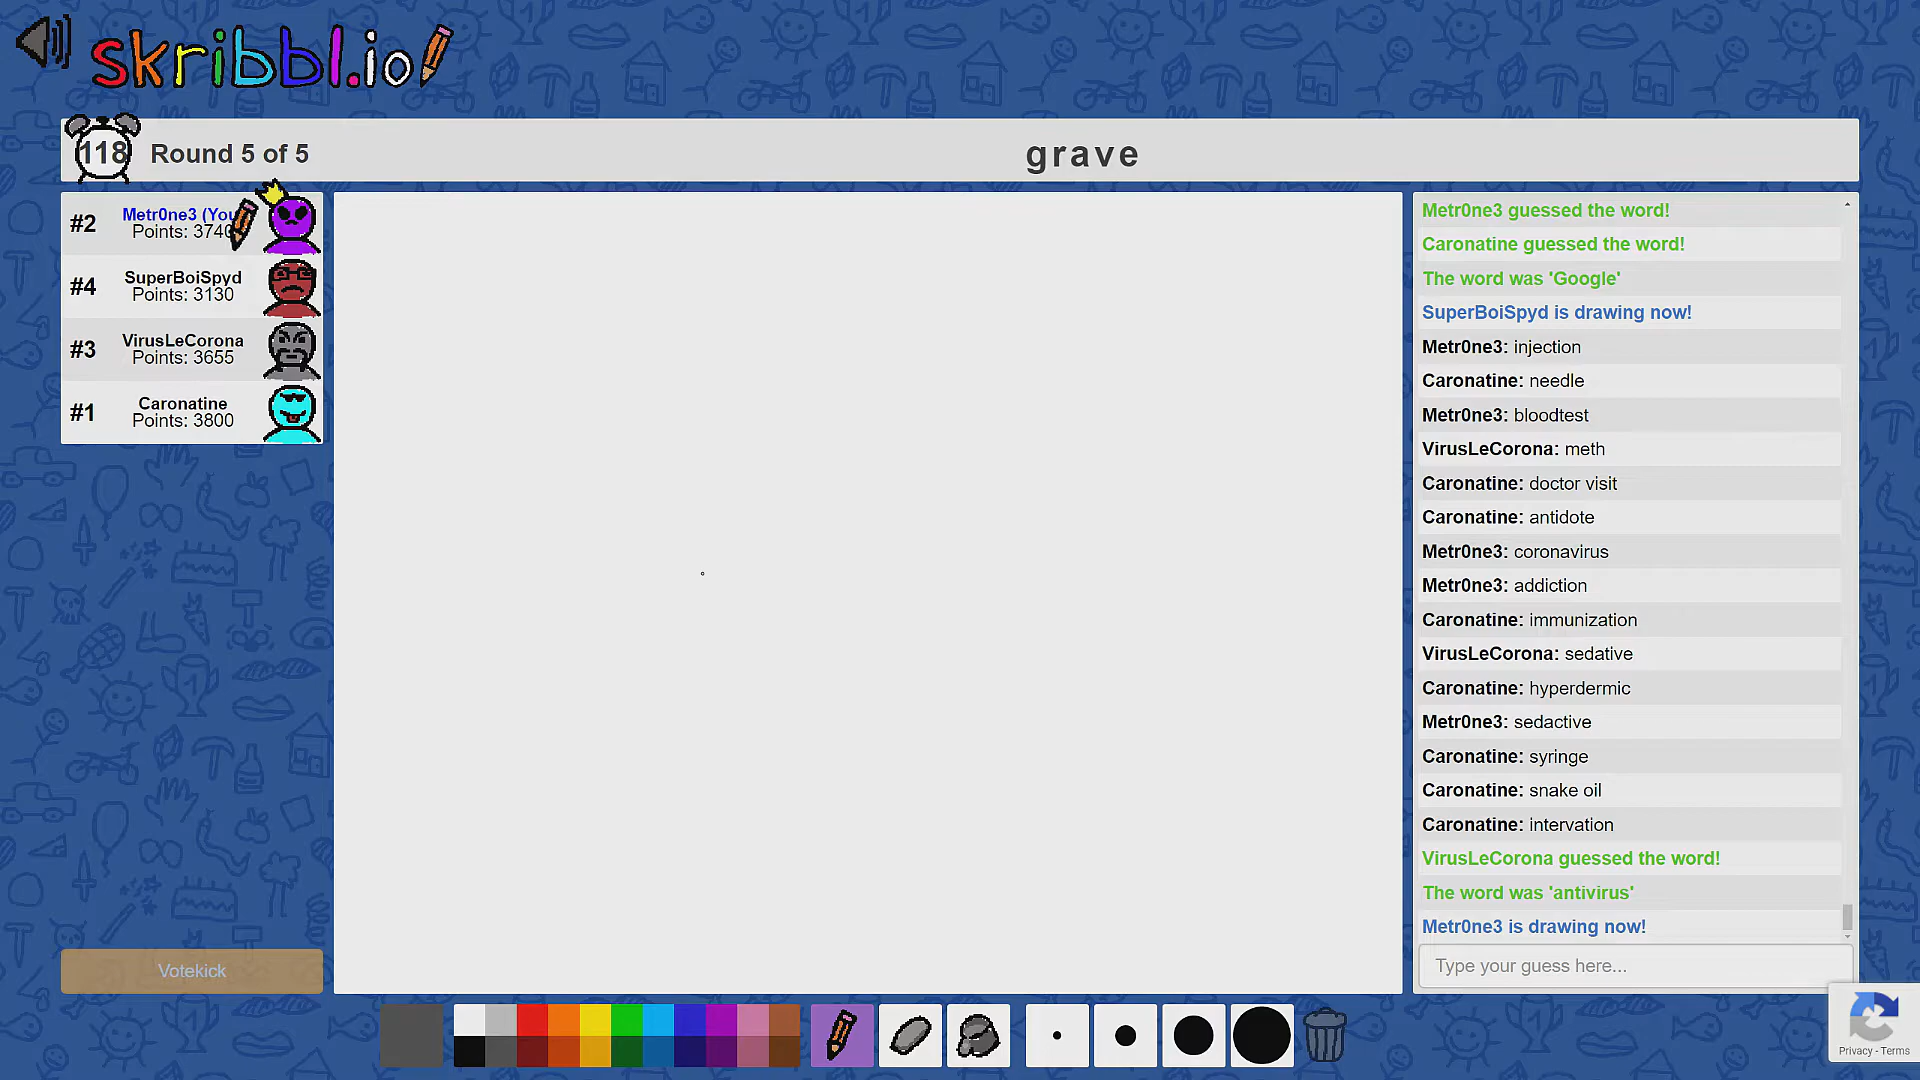 skribbl.io
118 Round 5 of 5
grave
#2 Metr0ne3 (You
Points: 3740
#4 SuperBoiSpyd
Points: 3130
#3 VirusLeCorona
Points: 3655
#1 Caronatine
Points: 3800
Votekick
Metr0ne3 guessed the word!
Caronatine guessed the word!
The word was 'Google'
SuperBoiSpyd is drawing now!
Metr0ne3: injection
Caronatine: needle
Metr0ne3: bloodtest
VirusLeCorona: meth
Caronatine: doctor visit
Caronatine: antidote
Metr0ne3: coronavirus
Metr0ne3: addiction
Caronatine: immunization
VirusLeCorona: sedative
Caronatine: hyperdermic
Metr0ne3: sedactive
Caronatine: syringe
Caronatine: snake oil
Caronatine: intervation
VirusLeCorona guessed the word!
The word was 'antivirus'
Metr0ne3 is drawing now!
Type your guess here...
Privacy - Terms